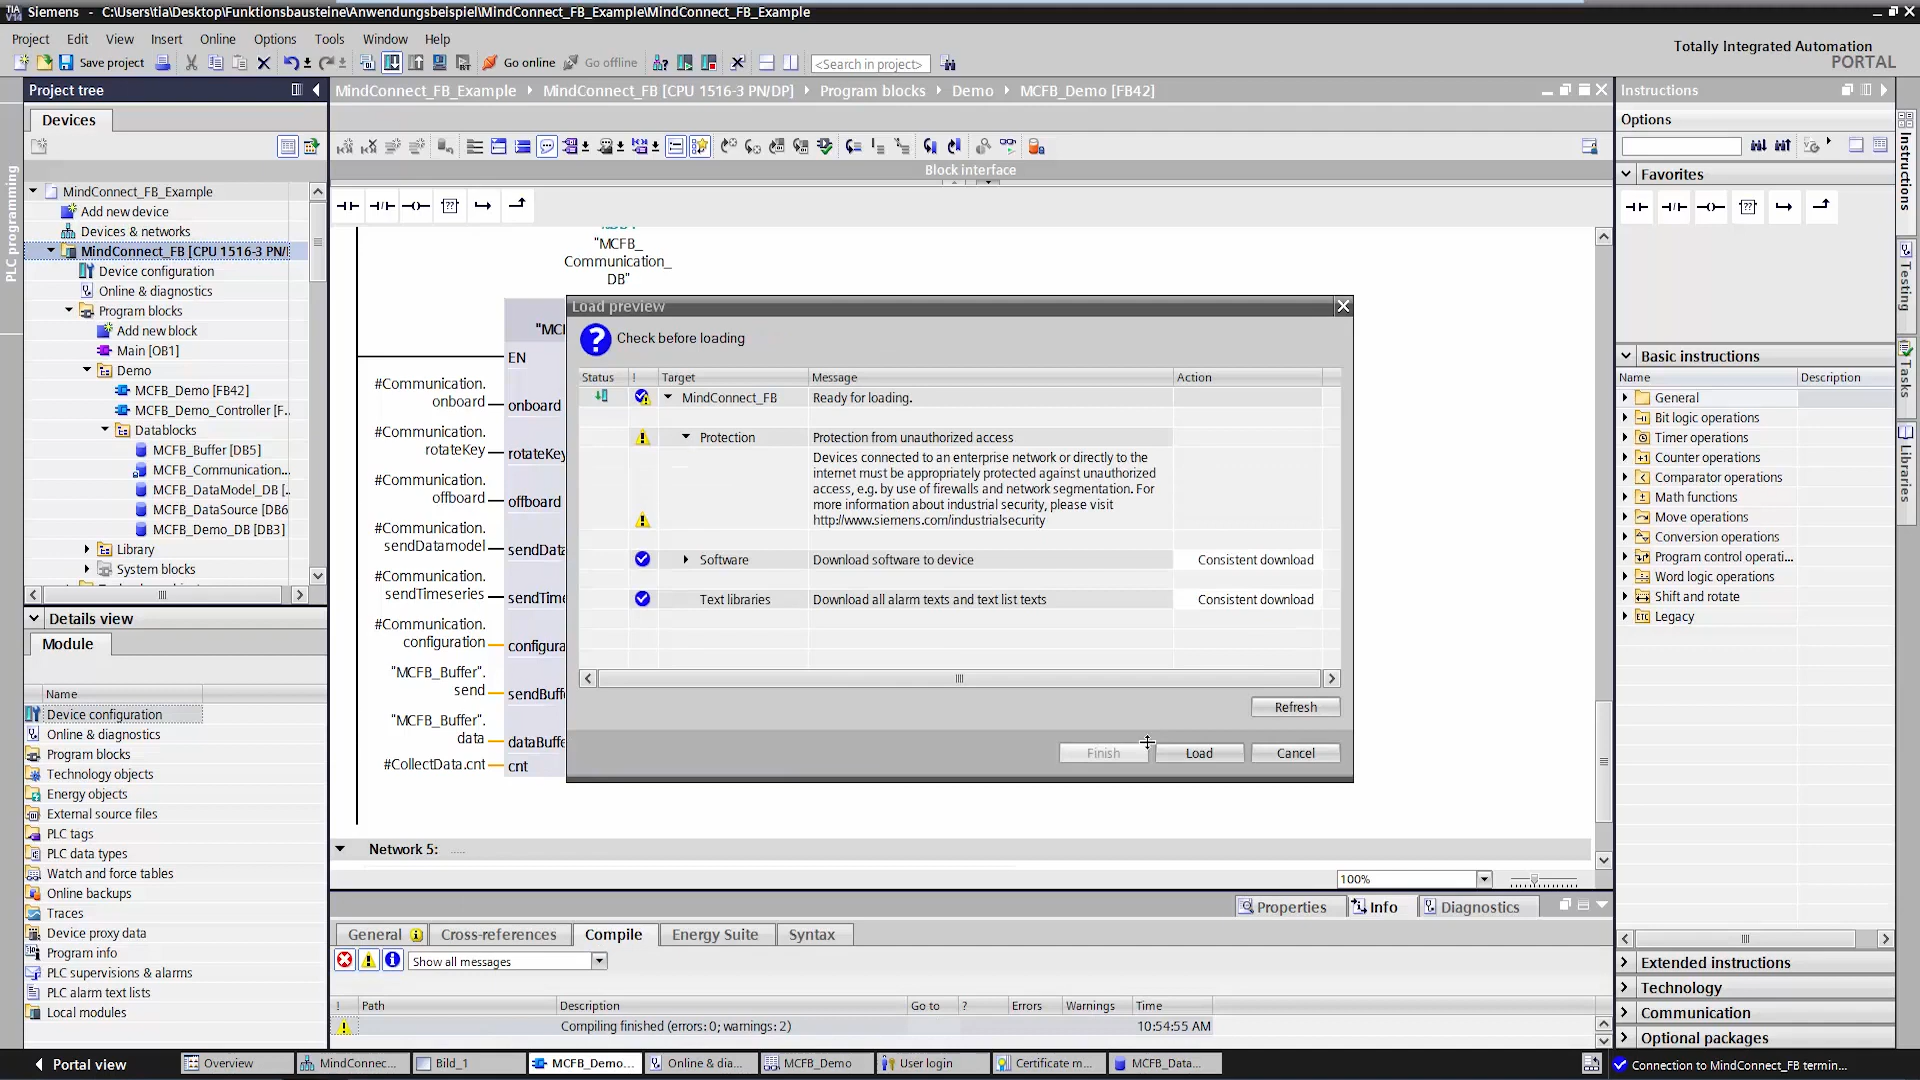 Siemens - C:\Users\tia\Desktop\Funktionsbausteine\Anwendungsbeispiel\MindConnect_FB_Example\MindConnect_FB_Example
Project Edit View Insert Online Options Tools Window Help
Totally Integrated Automation
PORTAL
Save project
Go online
Go offline
<Search in project>
Project tree
MindConnect_FB_Example MindConnect_FB [CPU 1516-3 PN/DP] Program blocks Demo MCFB_Demo [FB42]
Instructions
Devices
Options
Block interface
Favorites
PLC programming
MindConnect_FB_Example
Add new device
Devices & networks
MindConnect_FB [CPU 1516-3 PN/
Device configuration
Online & diagnostics
Program blocks
Add new block
Main [OB1]
Demo
MCFB_Demo [FB42]
MCFB_Demo_Controller [F...
Datablocks
MCFB_Buffer [DB5]
MCFB_Communication...
MCFB_DataModel_DB [...
MCFB_DataSource [DB6
MCFB_Demo_DB [DB3]
Library
System blocks
Details view
Module
Name
Device configuration
Online & diagnostics
Program blocks
Technology objects
Energy objects
External source files
PLC tags
PLC data types
Watch and force tables
Online backups
Traces
Device proxy data
Program info
PLC supervisions & alarms
PLC alarm text lists
Local modules
"MCFB_
Communication_
DB"
"MCI
EN
#Communication.
onboard
onboard
#Communication.
rotateKey
rotateKey
#Communication.
offboard
offboard
#Communication.
sendDatamodel
sendData
#Communication.
sendTimeseries
sendTime
#Communication.
configuration
configura
"MCFB_Buffer".
send
sendBuff
"MCFB_Buffer".
data
dataBuffe
#CollectData.cnt
cnt
Network 5: .....
100%
Load preview
Check before loading
Status ! Target Message Action
MindConnect_FB Ready for loading.
Protection Protection from unauthorized access
Devices connected to an enterprise network or directly to the
internet must be appropriately protected against unauthorized
access, e.g. by use of firewalls and network segmentation. For
more information about industrial security, please visit
http://www.siemens.com/industrialsecurity
Software Download software to device Consistent download
Text libraries Download all alarm texts and text list texts Consistent download
Refresh
Finish Load Cancel
Properties Info Diagnostics
General Cross-references Compile Energy Suite Syntax
Show all messages
! Path Description Go to ? Errors Warnings Time
Compiling finished (errors: 0; warnings: 2) 10:54:55 AM
Basic instructions
Name Description
General
Bit logic operations
Timer operations
Counter operations
Comparator operations
Math functions
Move operations
Conversion operations
Program control operati...
Word logic operations
Shift and rotate
Legacy
Extended instructions
Technology
Communication
Optional packages
Instructions
Testing
Tasks
Libraries
Portal view Overview MindConnec... Bild_1 MCFB_Demo... Online & dia... MCFB_Demo User login Certificate m... MCFB_Data...
Connection to MindConnect_FB termin...